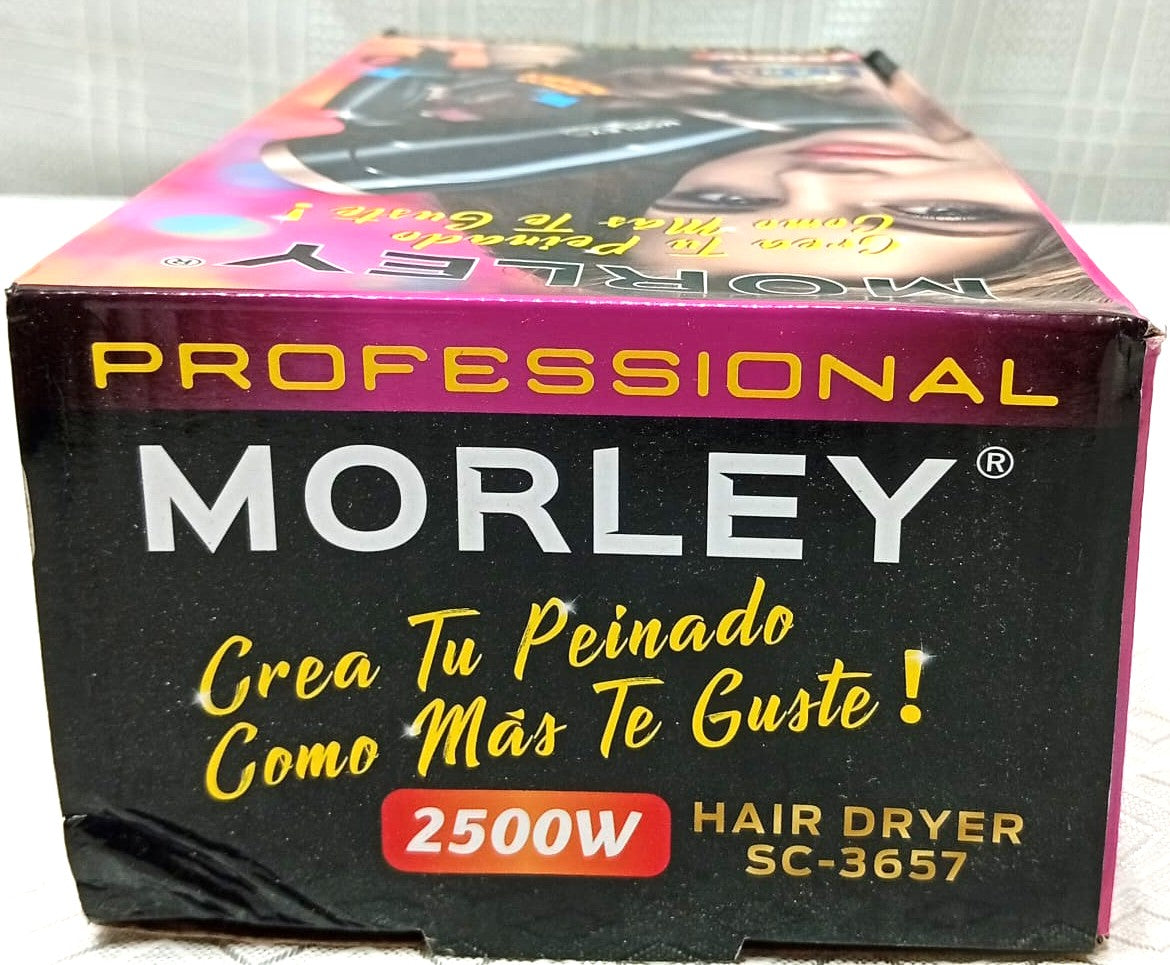 Crea Tu Peinado
Como Mas Te Guste !
MORLEY®
PROFESSIONAL
MORLEY®
Crea Tu Peinado
Como Más Te Guste !
2500W
HAIR DRYER
SC-3657